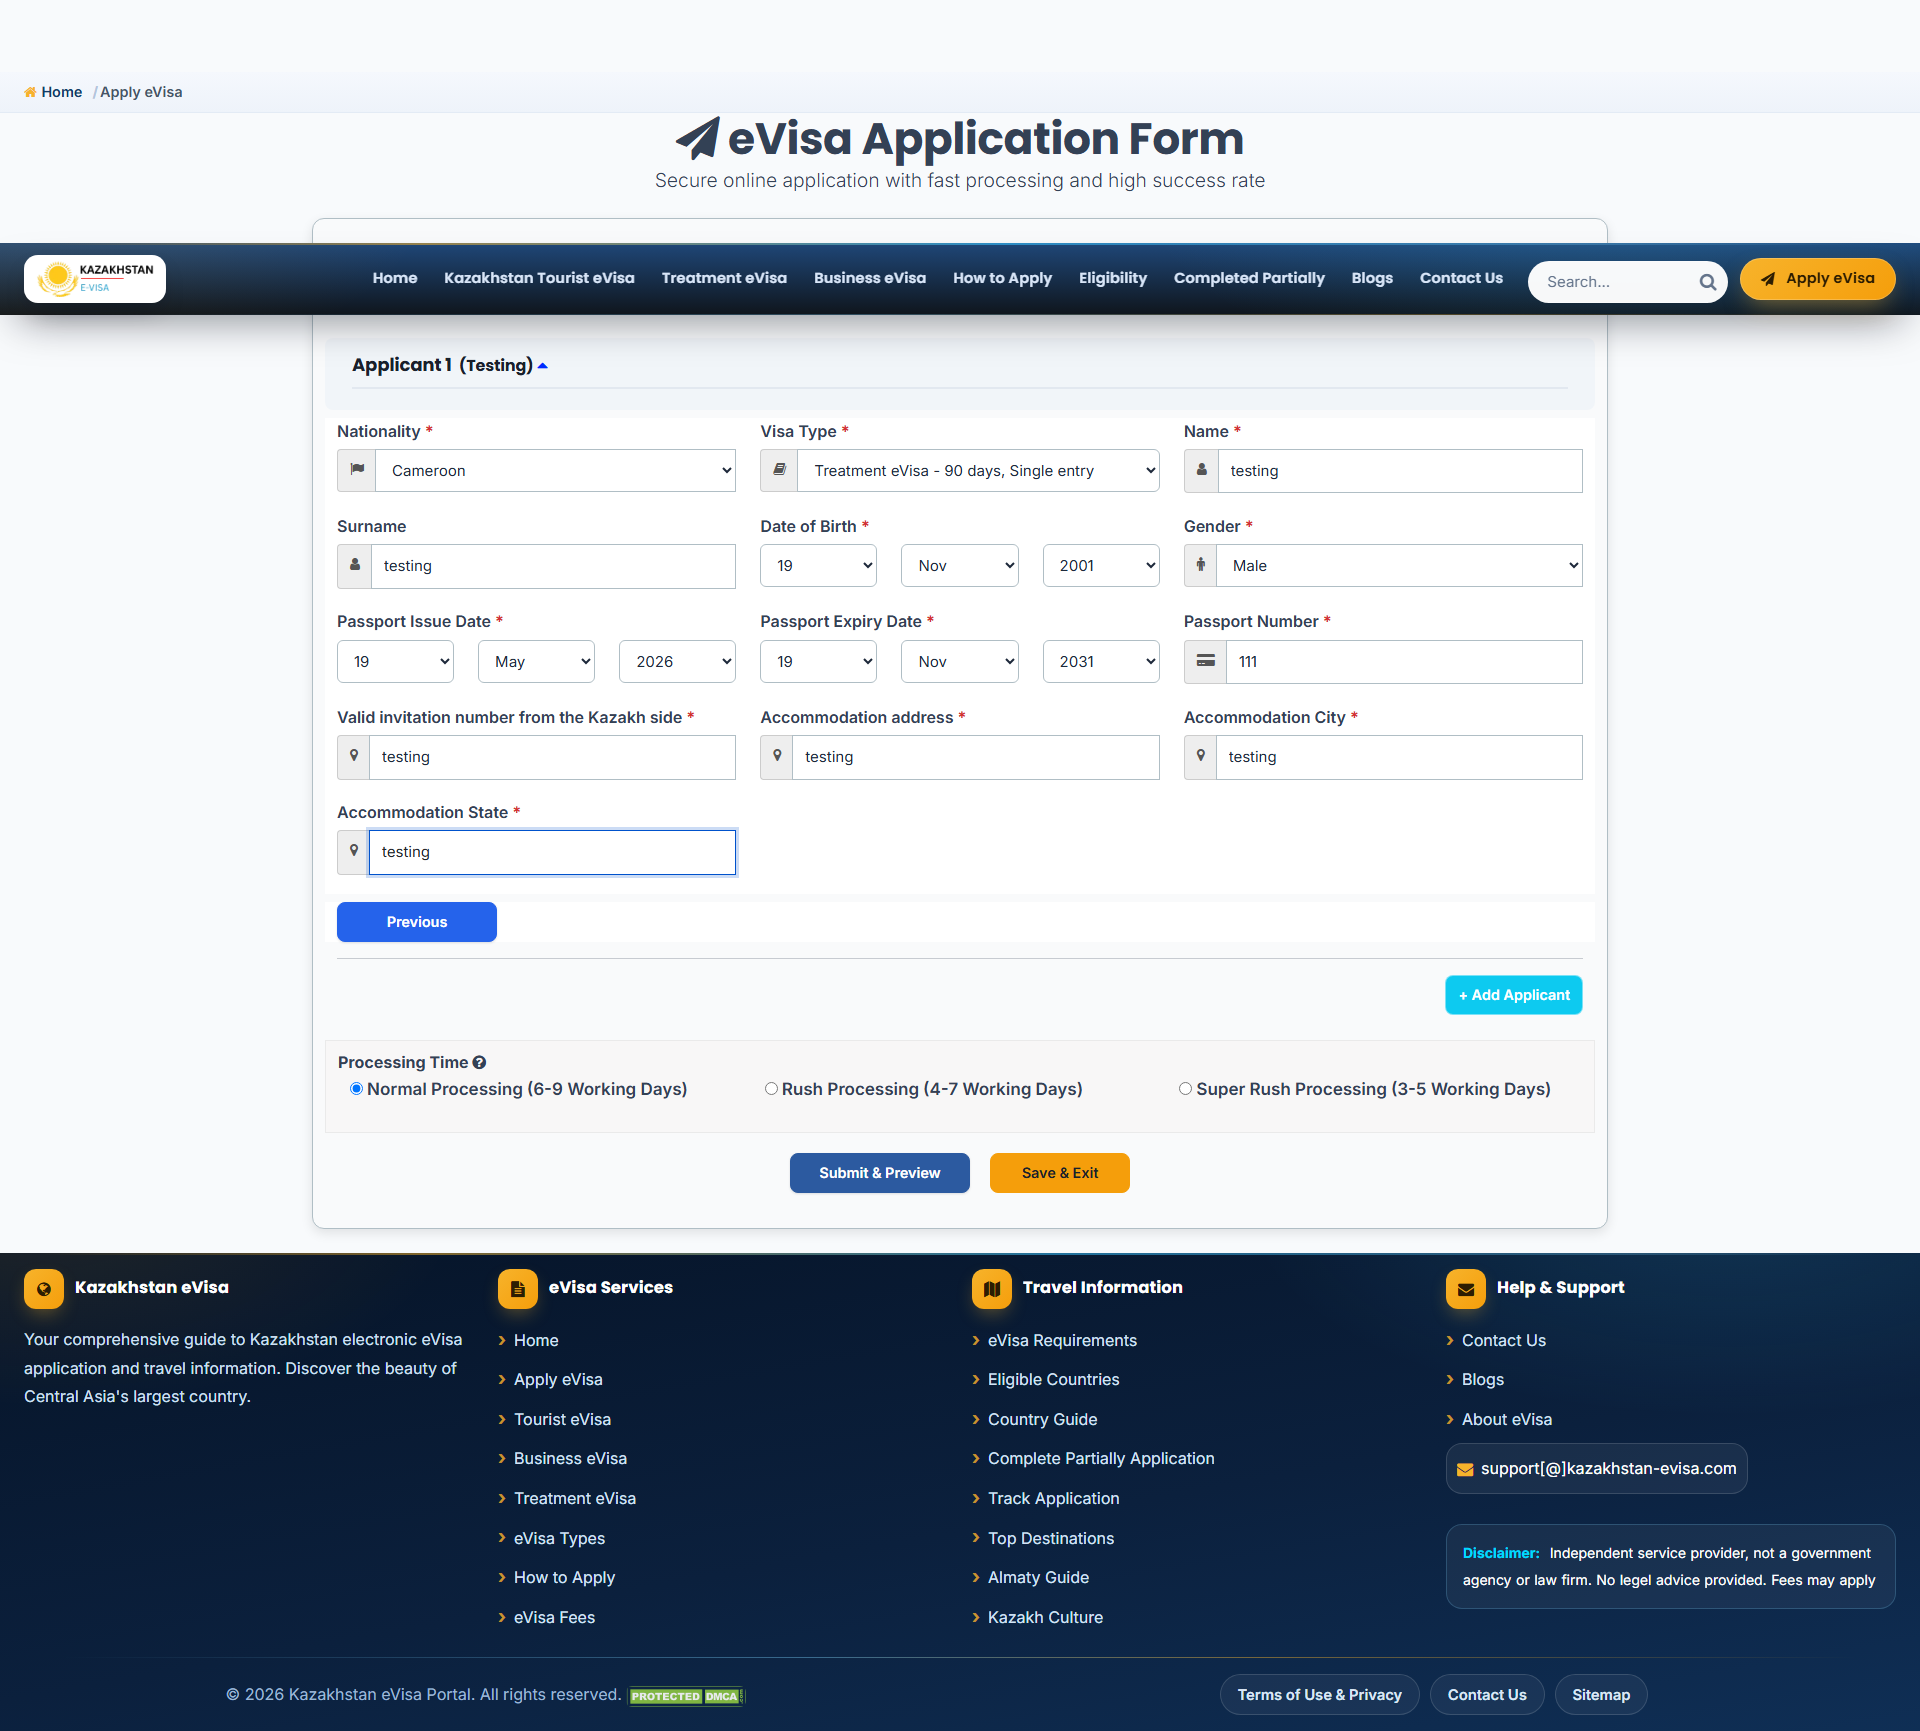 Home / Apply eVisa
eVisa Application Form
Secure online application with fast processing and high success rate
KAZAKHSTAN
E-VISA
Home Kazakhstan Tourist eVisa Treatment eVisa Business eVisa How to Apply Eligibility Completed Partially Blogs Contact Us Search... Apply eVisa
Applicant 1 (Testing)
Nationality * Visa Type * Name *
Cameroon Treatment eVisa - 90 days, Single entry testing
Surname Date of Birth * Gender *
testing 19 Nov 2001 Male
Passport Issue Date * Passport Expiry Date * Passport Number *
19 May 2026 19 Nov 2031 111
Valid invitation number from the Kazakh side * Accommodation address * Accommodation City *
testing testing testing
Accommodation State *
testing
Previous
+ Add Applicant
Processing Time
Normal Processing (6-9 Working Days) Rush Processing (4-7 Working Days) Super Rush Processing (3-5 Working Days)
Submit & Preview Save & Exit
Kazakhstan eVisa
Your comprehensive guide to Kazakhstan electronic eVisa
application and travel information. Discover the beauty of
Central Asia's largest country.
eVisa Services
Home
Apply eVisa
Tourist eVisa
Business eVisa
Treatment eVisa
eVisa Types
How to Apply
eVisa Fees
Travel Information
eVisa Requirements
Eligible Countries
Country Guide
Complete Partially Application
Track Application
Top Destinations
Almaty Guide
Kazakh Culture
Help & Support
Contact Us
Blogs
About eVisa
support[@]kazakhstan-evisa.com
Disclaimer: Independent service provider, not a government
agency or law firm. No legel advice provided. Fees may apply
© 2026 Kazakhstan eVisa Portal. All rights reserved. PROTECTED DMCA
Terms of Use & Privacy Contact Us Sitemap